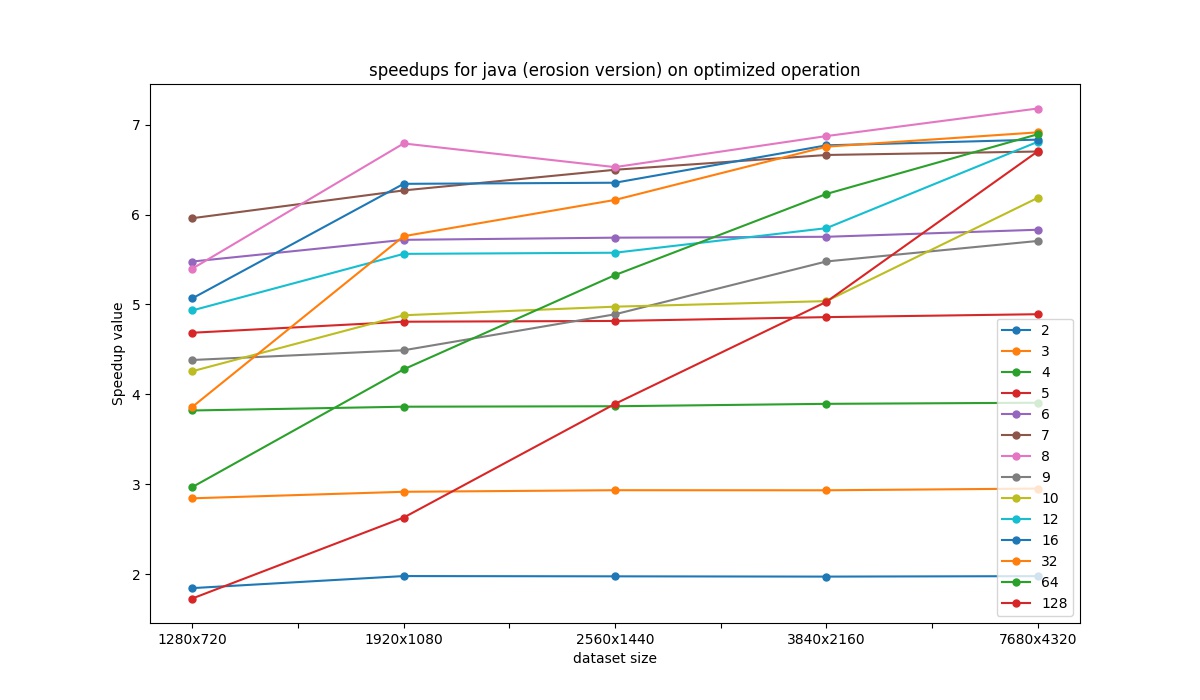 speedups for java (erosion version) on optimized operation
Speedup value
7
6
5
4
3
2
1280x720
1920x1080
2560x1440
3840x2160
7680x4320
dataset size
2
3
4
5
6
7
8
9
10
12
16
32
64
128